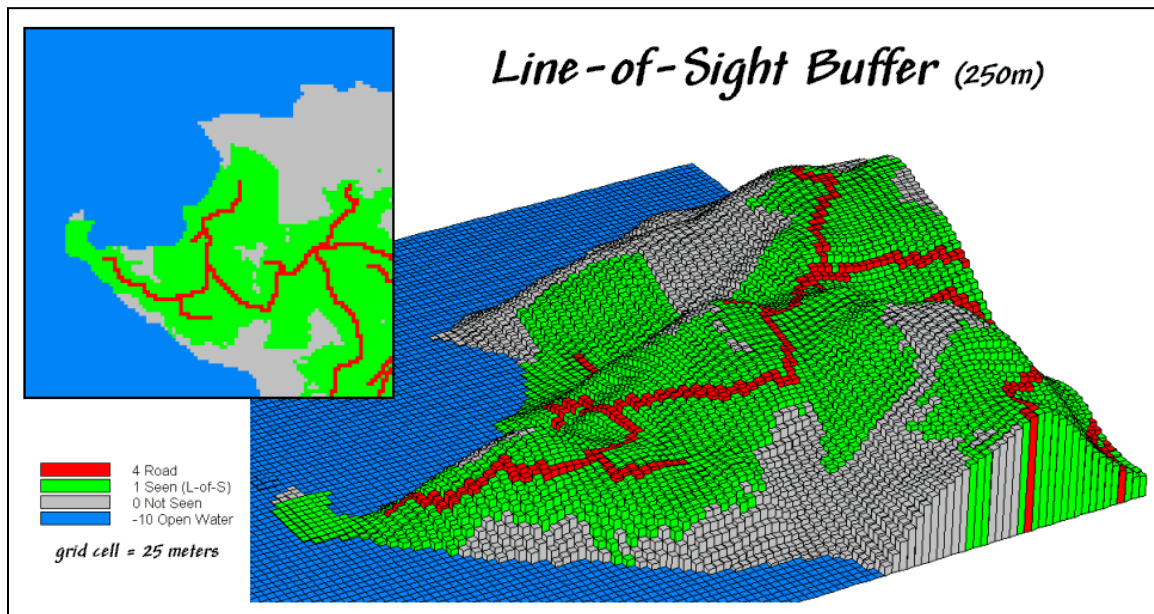 Line-of-Sight Buffer (250m)
4 Road
1 Seen (L-of-S)
0 Not Seen
-10 Open Water
grid cell = 25 meters